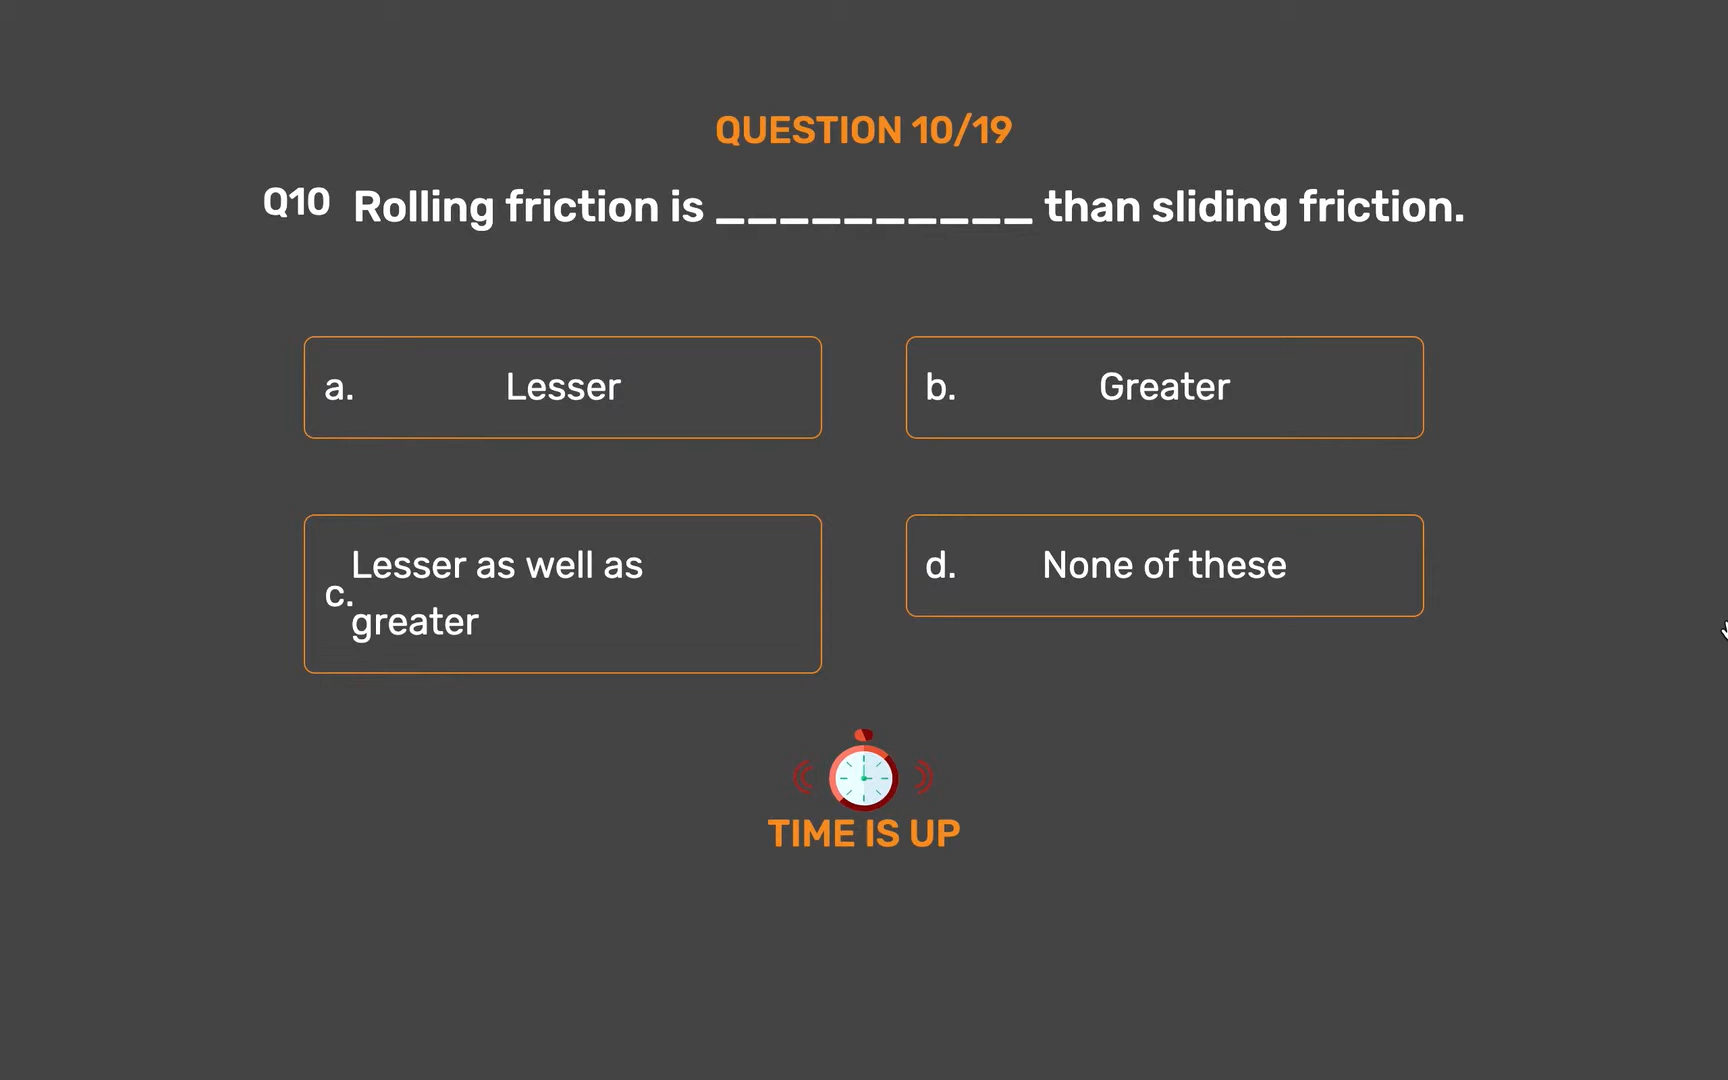 QUESTION 10/19
Q10 Rolling friction is __________ than sliding friction.
a. Lesser
b. Greater
c. Lesser as well as
greater
d. None of these
TIME IS UP